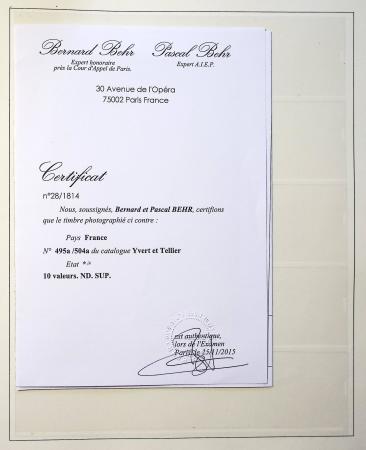 Bernard Behr Pascal Behr
Expert honoraire Expert A.I.E.P.
près la Cour d'Appel de Paris.
30 Avenue de l'Opéra
75002 Paris France
Certificat
n°28/1814
Nous, soussignés, Bernard et Pascal BEHR, certifions
que le timbre photographié ci contre :
Pays France
N° 495a /504a du catalogue Yvert et Tellier
Etat
10 valeurs. ND. SUP.
est authentique,
lors de l'Examen
Paris le 25/11/2015